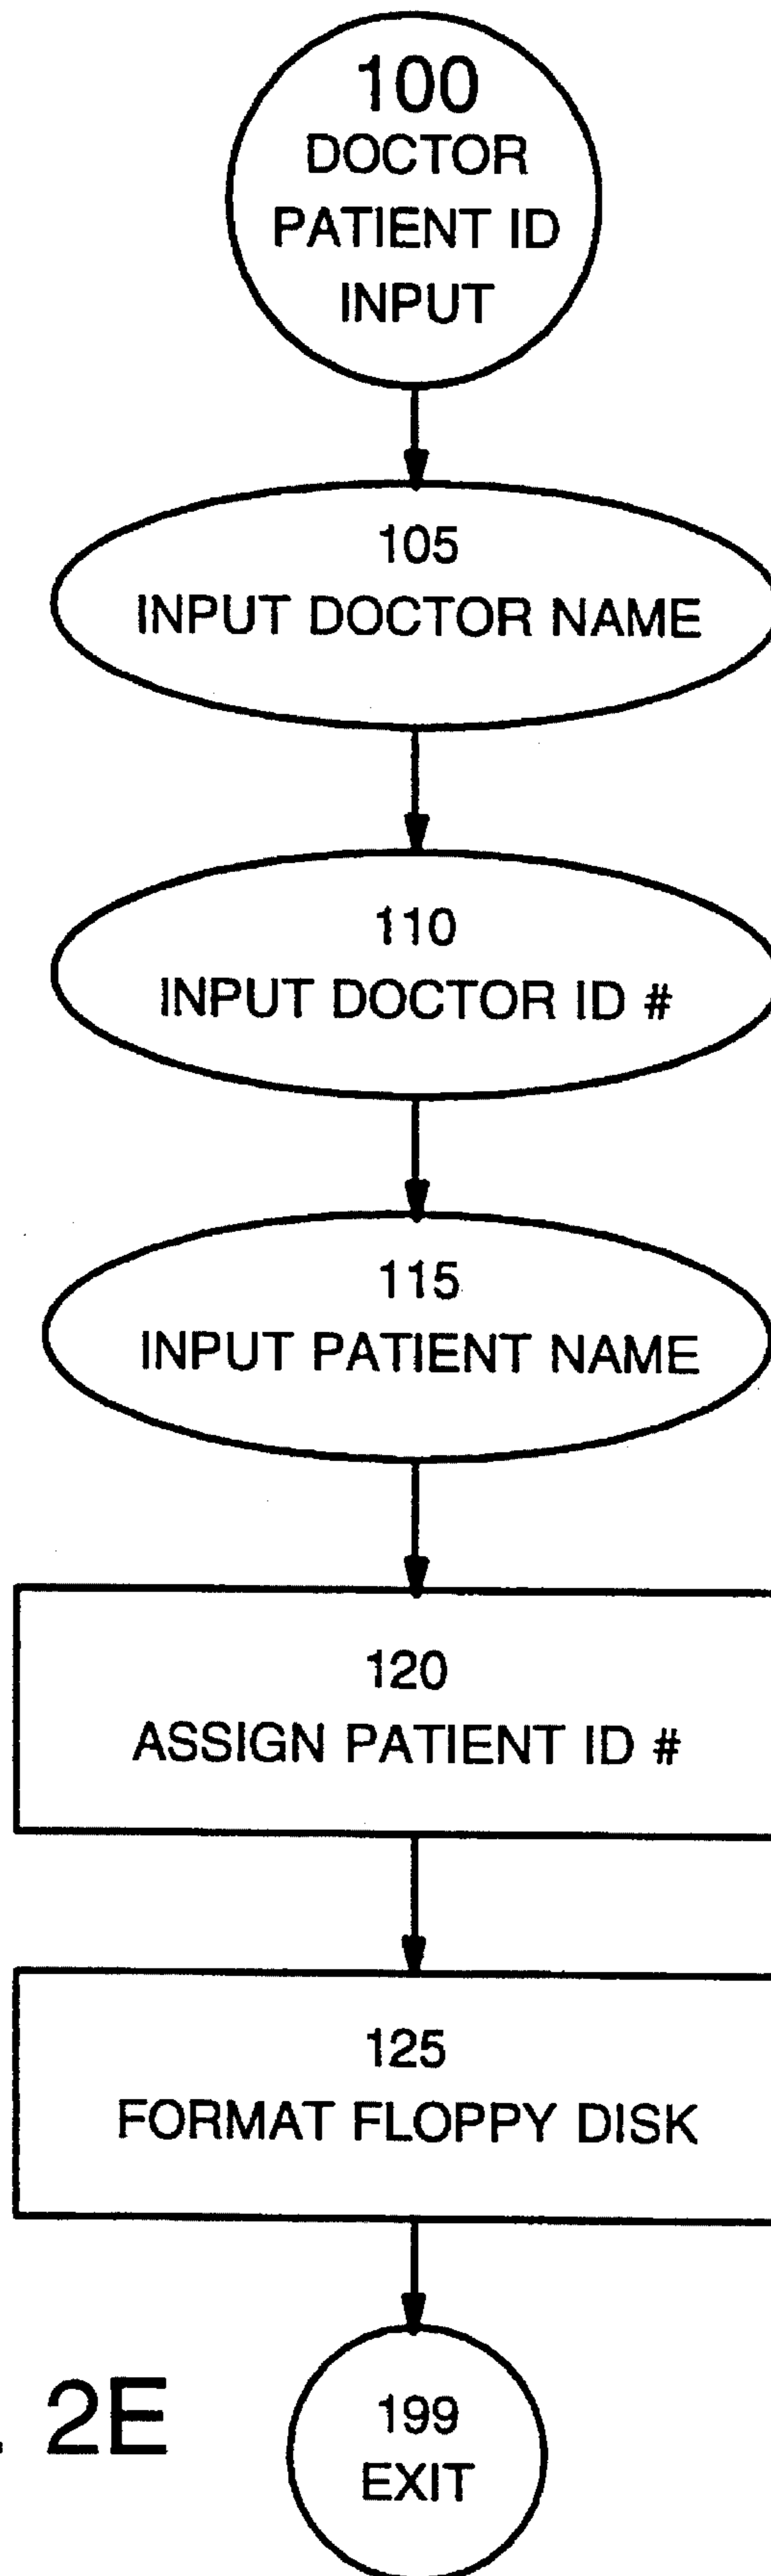 100
DOCTOR
PATIENT ID
INPUT
105
INPUT DOCTOR NAME
110
INPUT DOCTOR ID #
115
INPUT PATIENT NAME
120
ASSIGN PATIENT ID #
125
FORMAT FLOPPY DISK
. 2E
199
EXIT